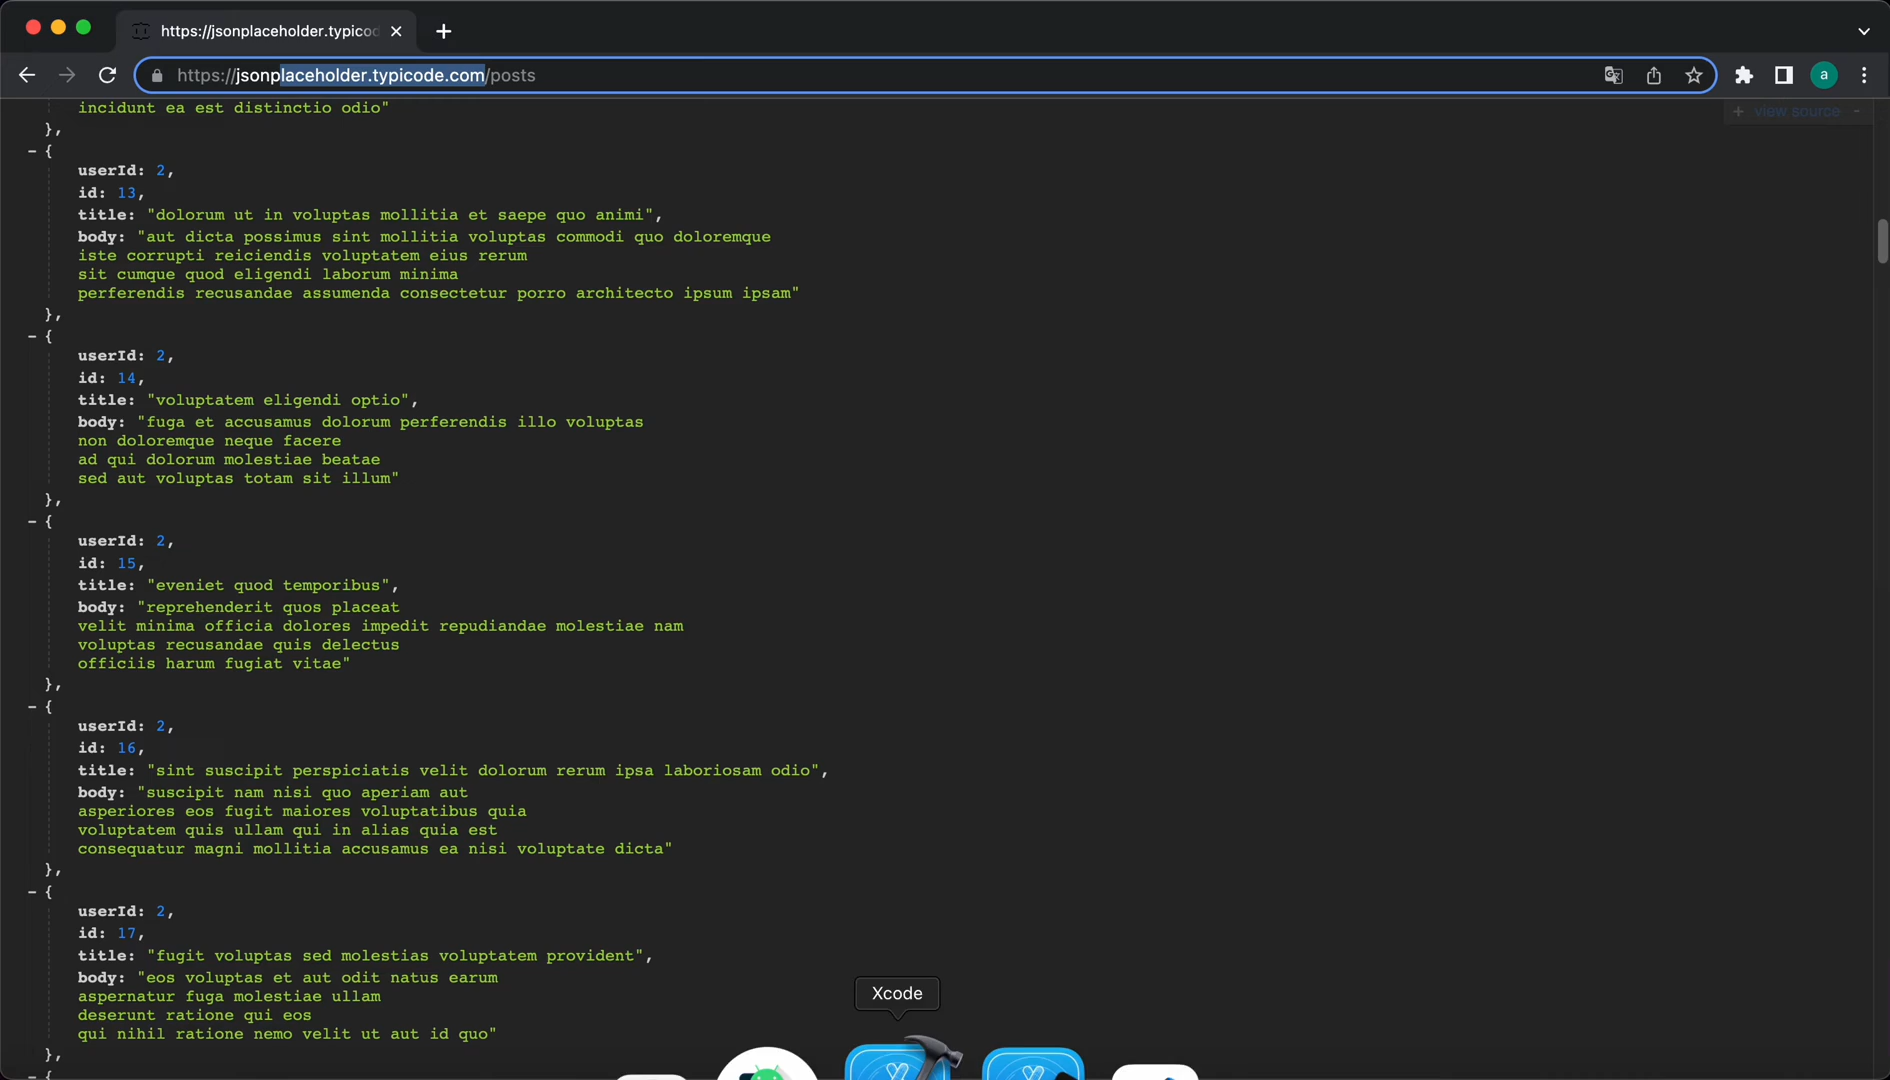 https://jsonplaceholder.typicod
https://jsonplaceholder.typicode.com/posts
a
incidunt ea est distinctio odio"
+ view source -
},
- {
userId: 2,
id: 13,
title: "dolorum ut in voluptas mollitia et saepe quo animi",
body: "aut dicta possimus sint mollitia voluptas commodi quo doloremque
iste corrupti reiciendis voluptatem eius rerum
sit cumque quod eligendi laborum minima
perferendis recusandae assumenda consectetur porro architecto ipsum ipsam"
},
- {
userId: 2,
id: 14,
title: "voluptatem eligendi optio",
body: "fuga et accusamus dolorum perferendis illo voluptas
non doloremque neque facere
ad qui dolorum molestiae beatae
sed aut voluptas totam sit illum"
},
- {
userId: 2,
id: 15,
title: "eveniet quod temporibus",
body: "reprehenderit quos placeat
velit minima officia dolores impedit repudiandae molestiae nam
voluptas recusandae quis delectus
officiis harum fugiat vitae"
},
- {
userId: 2,
id: 16,
title: "sint suscipit perspiciatis velit dolorum rerum ipsa laboriosam odio",
body: "suscipit nam nisi quo aperiam aut
asperiores eos fugit maiores voluptatibus quia
voluptatem quis ullam qui in alias quia est
consequatur magni mollitia accusamus ea nisi voluptate dicta"
},
- {
userId: 2,
id: 17,
title: "fugit voluptas sed molestias voluptatem provident",
body: "eos voluptas et aut odit natus earum
aspernatur fuga molestiae ullam
deserunt ratione qui eos
qui nihil ratione nemo velit ut aut id quo"
},
- {
Xcode